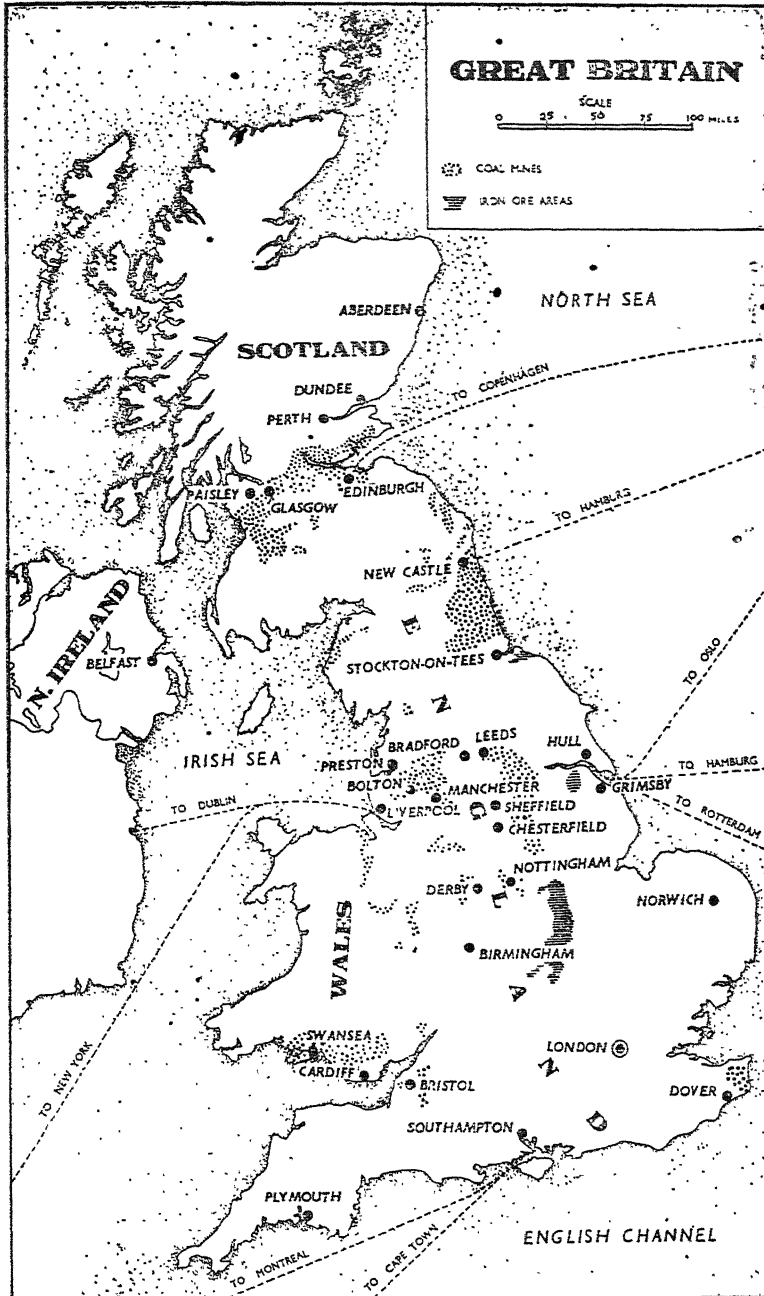 GREAT BRITAIN
SCALE
0 25 50 75 100 MILES
COAL MINES
IRON ORE AREAS
NORTH SEA
ABERDEEN
SCOTLAND
DUNDEE
TO COPENHAGEN
PERTH
PAISLEY
GLASGOW
EDINBURGH
TO HAMBURG
NEW CASTLE
N. IRELAND
BELFAST
STOCKTON-ON-TEES
TO OSLO
IRISH SEA
PRESTON
BRADFORD
LEEDS
HULL
TO HAMBURG
BOLTON
MANCHESTER
GRIMSBY
TO DUBLIN
LIVERPOOL
SHEFFIELD
TO ROTTERDAM
CHESTERFIELD
NOTTINGHAM
DERBY
NORWICH
ENGLAND
WALES
BIRMINGHAM
SWANSEA
LONDON
TO NEW YORK
CARDIFF
BRISTOL
DOVER
SOUTHAMPTON
PLYMOUTH
ENGLISH CHANNEL
TO MONTREAL
TO CAPE TOWN